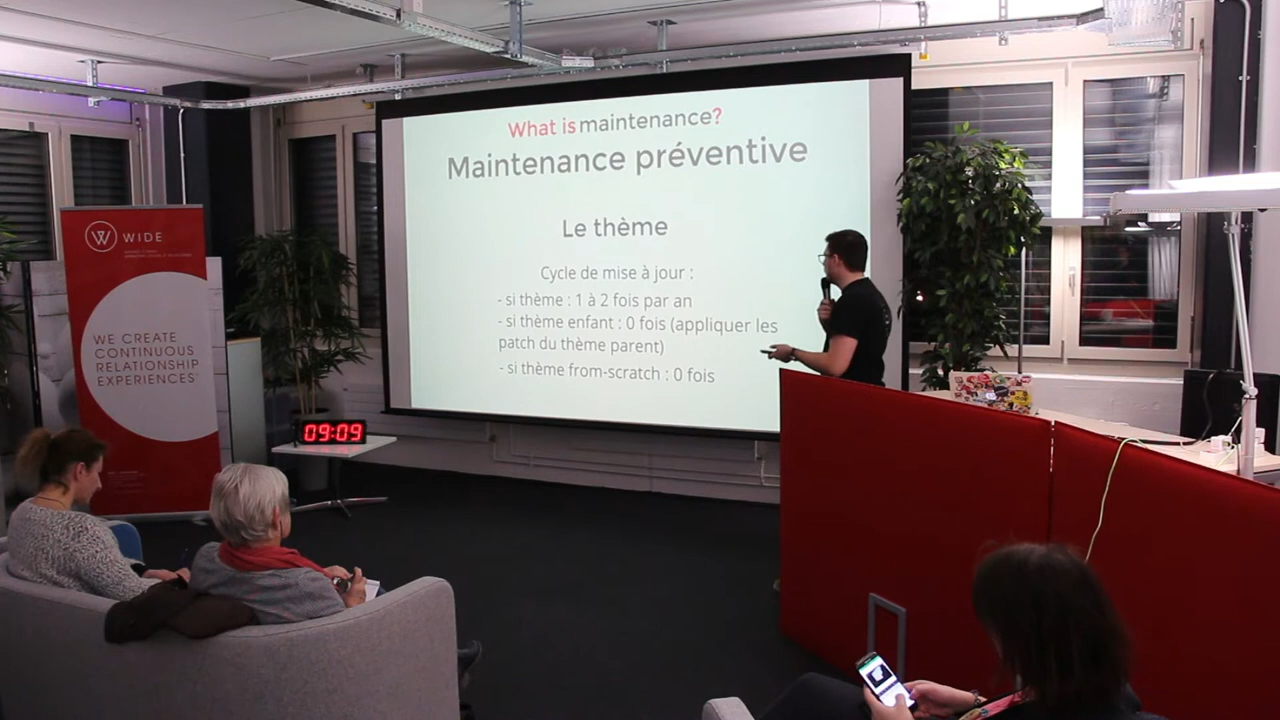 What is maintenance?
Maintenance préventive
Le thème
Cycle de mise à jour :
- si thème : 1 à 2 fois par an
- si thème enfant : 0 fois (appliquer les
patch du thème parent)
- si thème from-scratch : 0 fois
W WIDE
WE CREATE
CONTINUOUS
RELATIONSHIP
EXPERIENCES
09:09